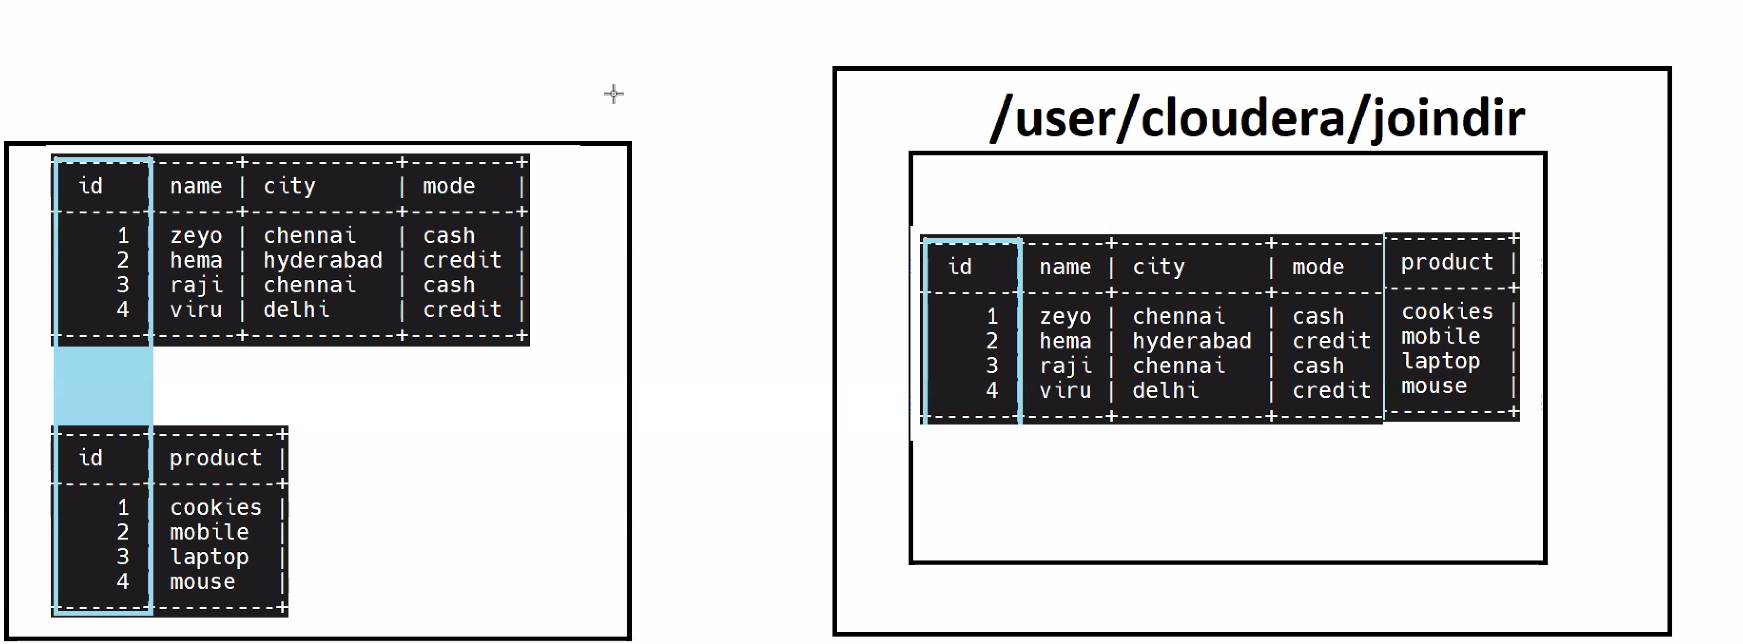 id | name | city | mode |
1 | zeyo | chennai | cash |
2 | hema | hyderabad | credit |
3 | raji | chennai | cash |
4 | viru | delhi | credit |
id | product |
1 | cookies |
2 | mobile |
3 | laptop |
4 | mouse |
/user/cloudera/joindir
id | name | city | mode | product |
1 | zeyo | chennai | cash | cookies |
2 | hema | hyderabad | credit | mobile |
3 | raji | chennai | cash | laptop |
4 | viru | delhi | credit | mouse |